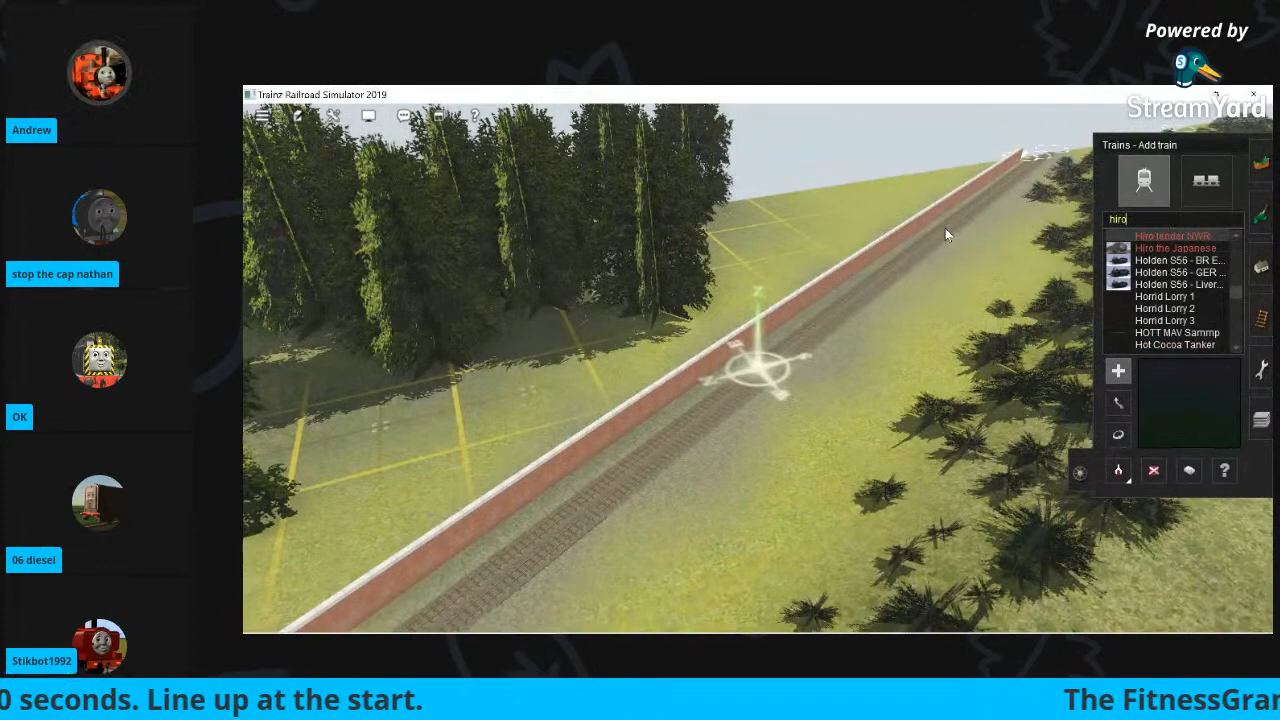 Powered by
StreamYard
Trainz Railroad Simulator 2019
Andrew
stop the cap nathan
OK
06 diesel
Stikbot1992
Trains - Add train
hiro
Hiro tender NWR
Hiro the Japanese
Holden S56 - BR E...
Holden S56 - GER ...
Holden S56 - Liver...
Horrid Lorry 1
Horrid Lorry 2
Horrid Lorry 3
HOTT MAV Sammp
Hot Cocoa Tanker
0 seconds. Line up at the start.
The FitnessGran